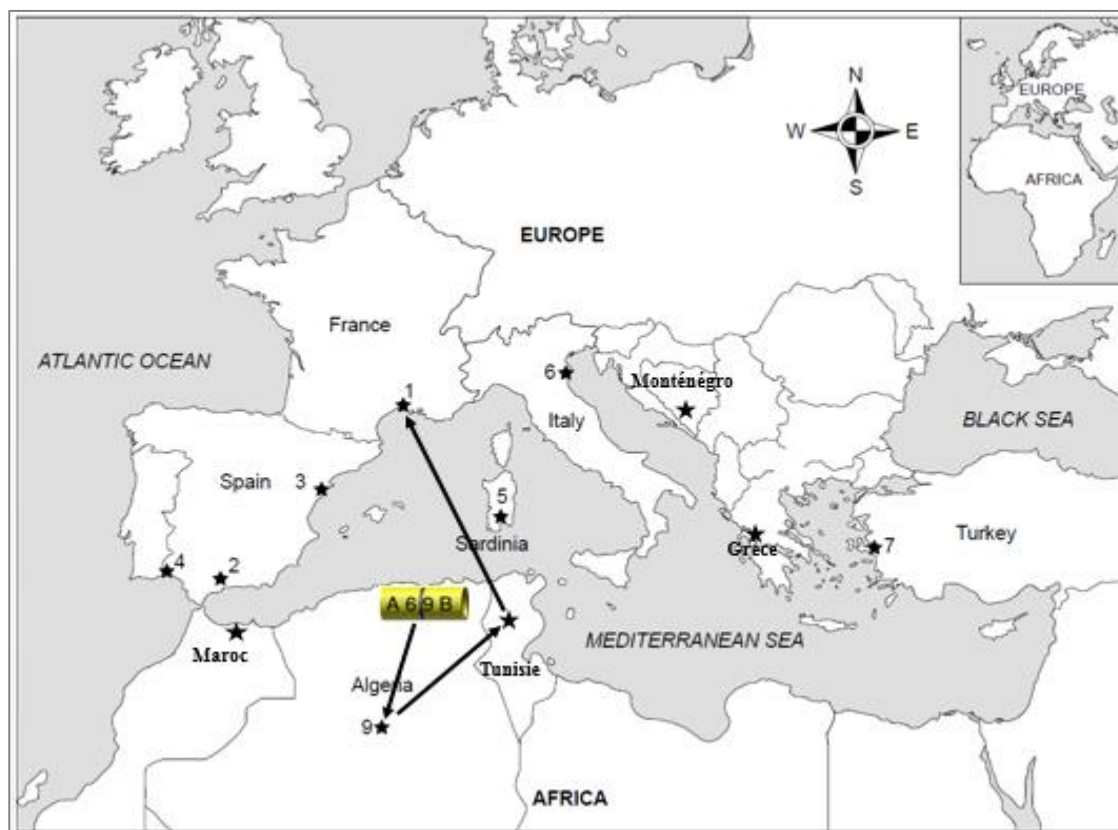 N
W
E
S
EUROPE
AFRICA
EUROPE
France
ATLANTIC OCEAN
6
Monténégro
1
Italy
BLACK SEA
Spain
3
5
Sardinia
Grèce
7
Turkey
4
2
A 6 9 B
Maroc
Tunisie
MEDITERRANEAN SEA
Algeria
9
AFRICA